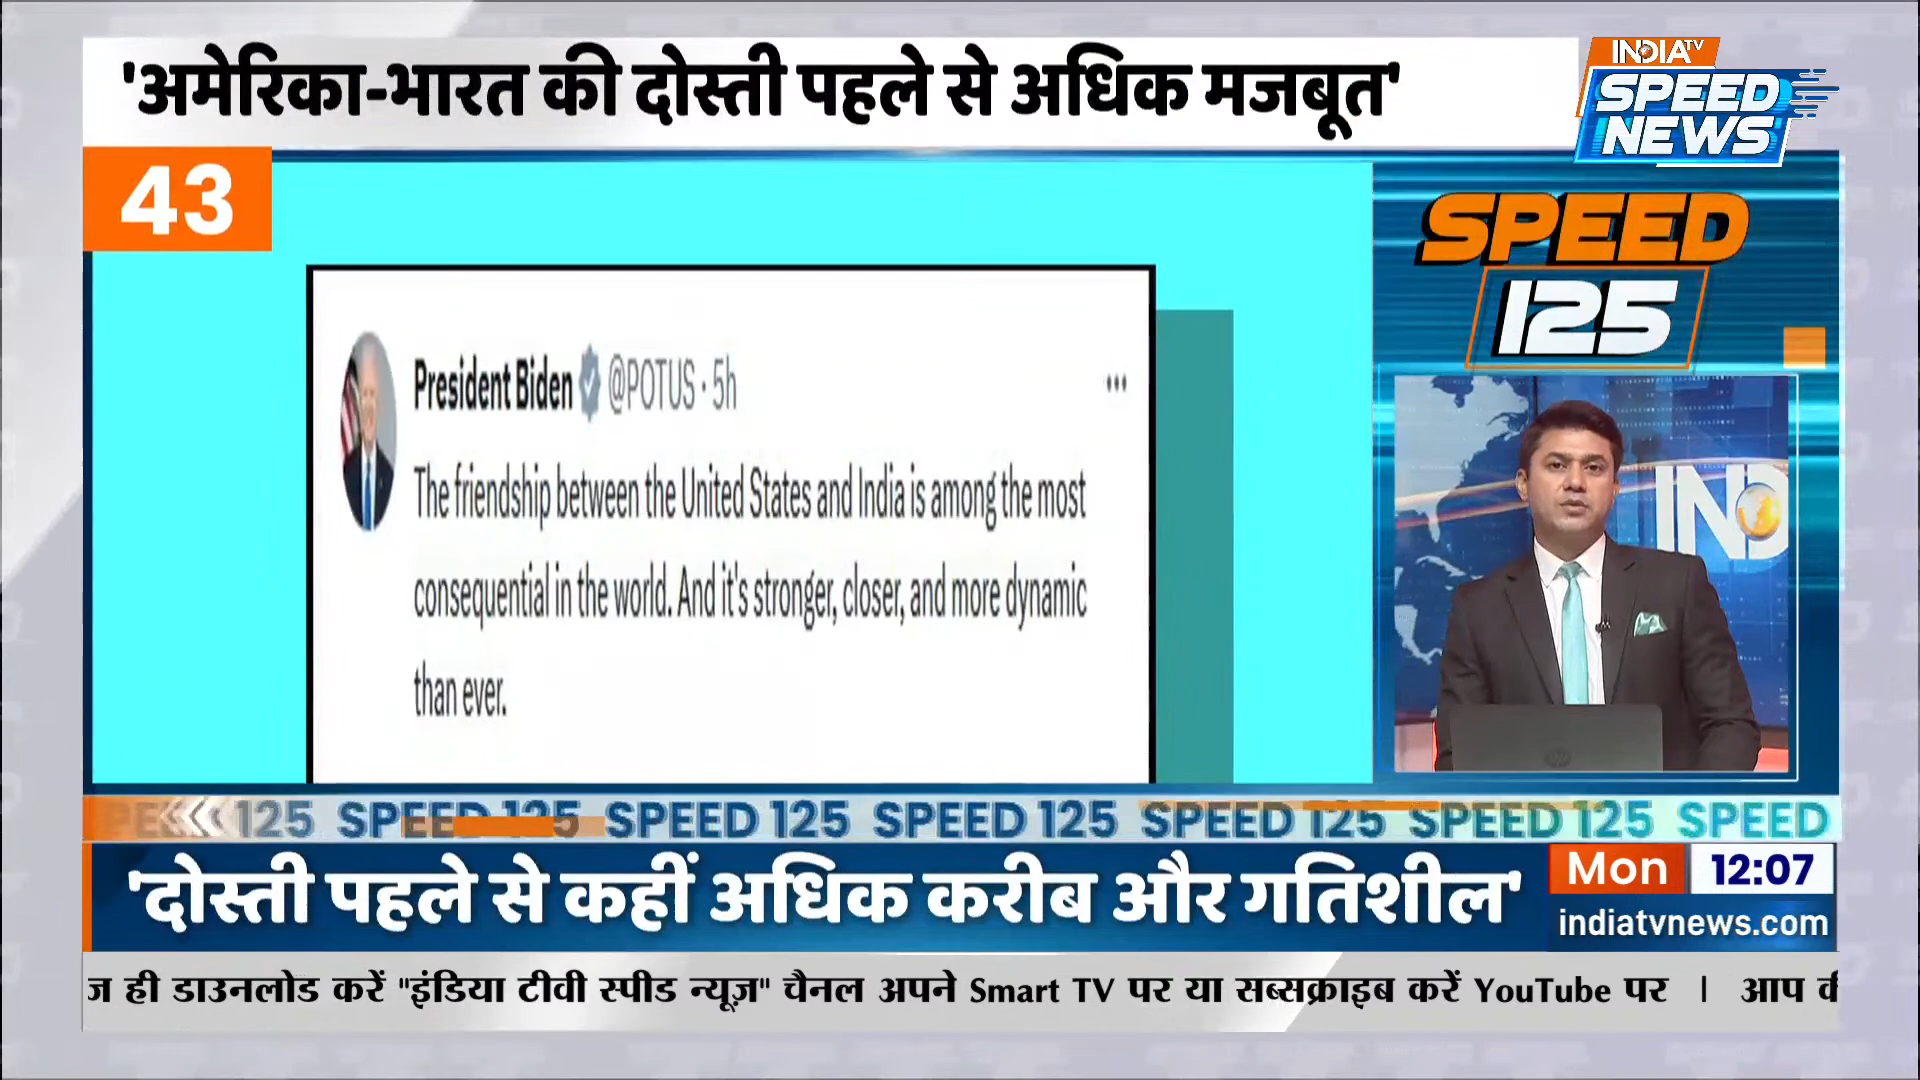 'अमेरिका-भारत की दोस्ती पहले से अधिक मजबूत'
INDIA TV
SPEED
NEWS
43
SPEED
125
President Biden @POTUS · 5h
The friendship between the United States and India is among the most
consequential in the world. And it's stronger, closer, and more dynamic
than ever.
IND
hp
125 SPEED 125 SPEED 125 SPEED 125 SPEED 125 SPEED 125 SPEED
'दोस्ती पहले से कहीं अधिक करीब और गतिशील'
Mon 12:07
indiatvnews.com
ही डाउनलोड करें "इंडिया टीवी स्पीड न्यूज़" चैनल अपने Smart TV पर या सब्सक्राइब करें YouTube पर | आप